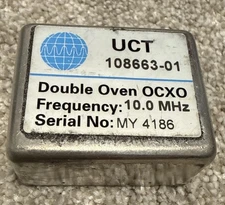 UCT
108663-01
Double Oven OCXO
Frequency: 10.0 MHz
Serial No: MY 4186